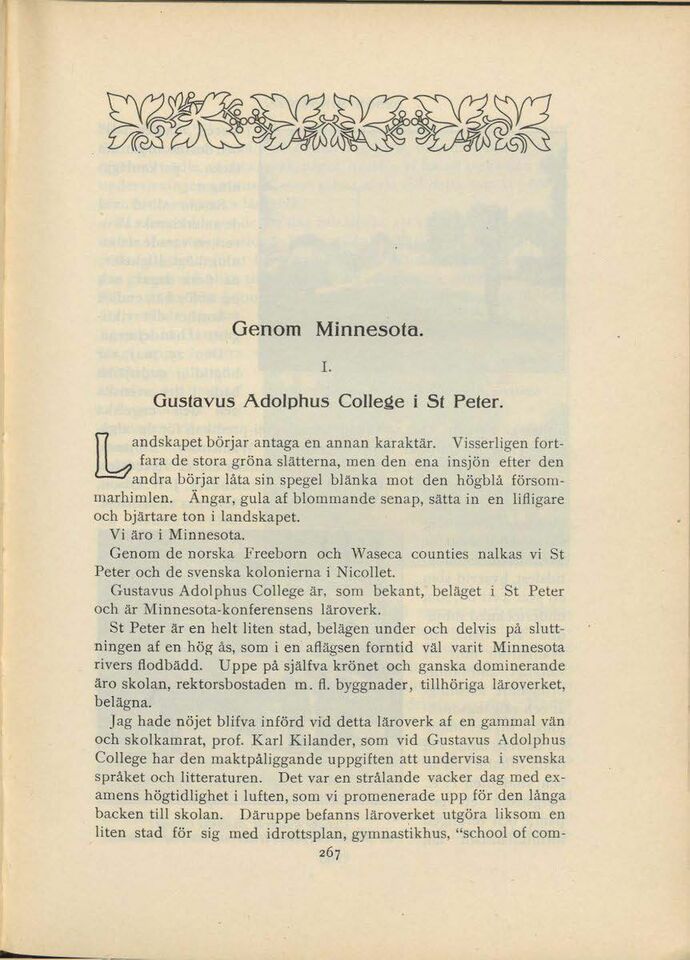 Genom Minnesota.
I.
Gustavus Adolphus College i St Peter.
Landskapet börjar antaga en annan karaktär. Visserligen fort-
fara de stora gröna slätterna, men den ena insjön efter den
andra börjar låta sin spegel blänka mot den högblå försom-
marhimlen. Ängar, gula af blommande senap, sätta in en lifligare
och bjärtare ton i landskapet.
Vi äro i Minnesota.
Genom de norska Freeborn och Waseca counties nalkas vi St
Peter och de svenska kolonierna i Nicollet.
Gustavus Adolphus College är, som bekant, beläget i St Peter
och är Minnesota-konferensens läroverk.
St Peter är en helt liten stad, belägen under och delvis på slutt-
ningen af en hög ås, som i en aflägsen forntid väl varit Minnesota
rivers flodbädd. Uppe på själfva krönet och ganska dominerande
äro skolan, rektorsbostaden m. fl. byggnader, tillhöriga läroverket,
belägna.
Jag hade nöjet blifva införd vid detta läroverk af en gammal vän
och skolkamrat, prof. Karl Kilander, som vid Gustavus Adolphus
College har den maktpåliggande uppgiften att undervisa i svenska
språket och litteraturen. Det var en strålande vacker dag med ex-
amens högtidlighet i luften, som vi promenerade upp för den långa
backen till skolan. Däruppe befanns läroverket utgöra liksom en
liten stad för sig med idrottsplan, gymnastikhus, “school of com-
267